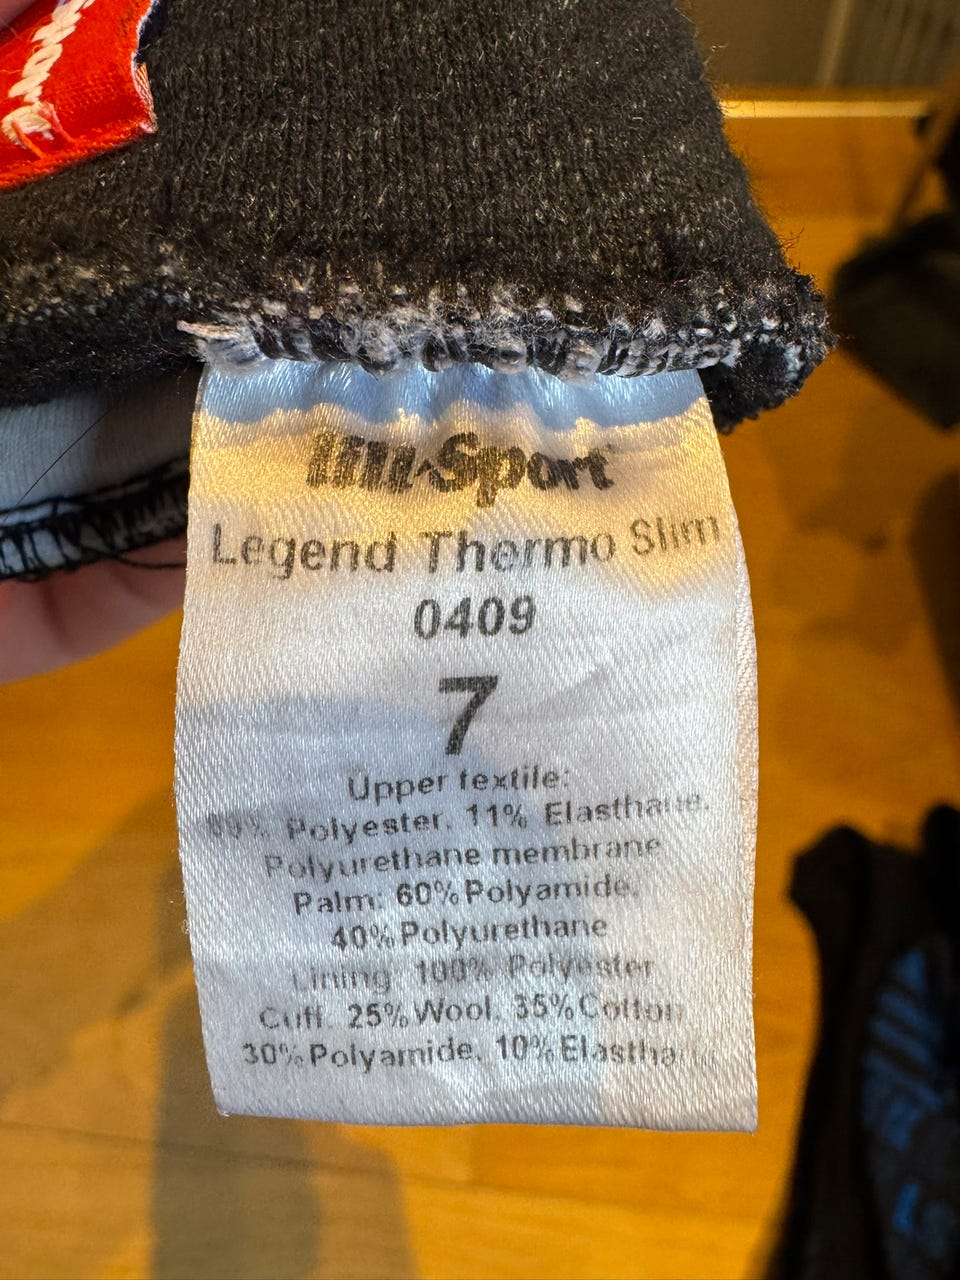 lill-Sport
Legend Thermo Slim
0409
7
Upper textile:
Polyester, 11% Elasthane,
Polyurethane membrane
Palm: 60% Polyamide,
40% Polyurethane
Lining: 100% Polyester
Cuff: 25% Wool, 35% Cotton
30% Polyamide, 10%